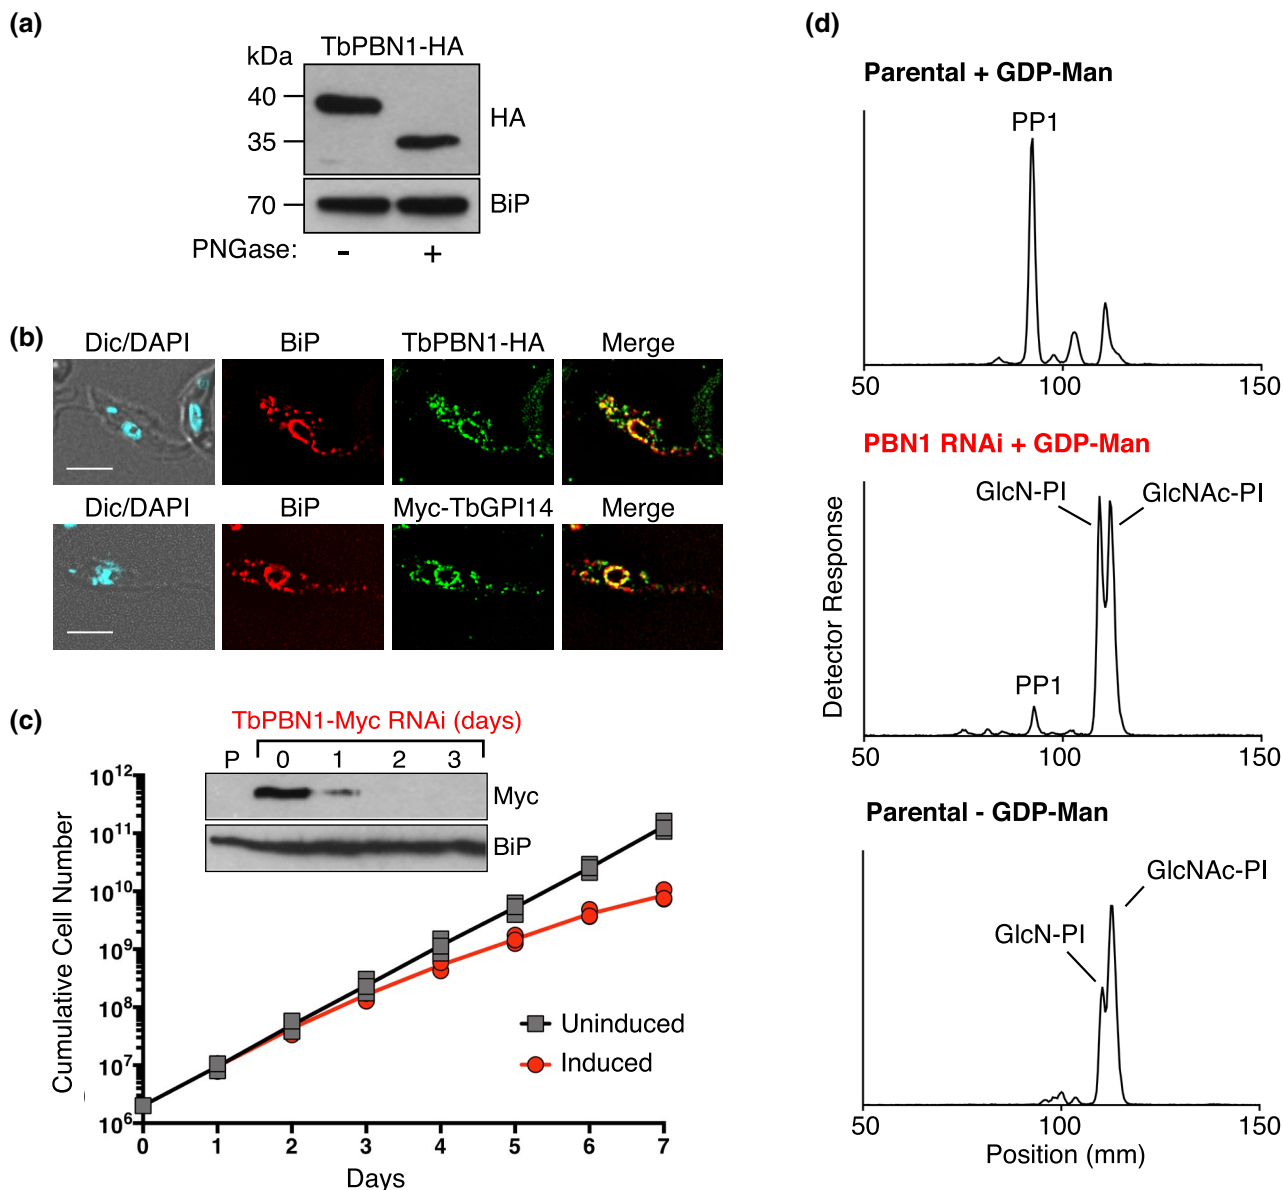 (a)
TbPBN1-HA
kDa
40
35
HA
70
BiP
PNGase: - +
(b)
Dic/DAPI BiP TbPBN1-HA Merge
Dic/DAPI BiP Myc-TbGPI14 Merge
(c)
TbPBN1-Myc RNAi (days)
P 0 1 2 3
Myc
BiP
Cumulative Cell Number
10^12
10^11
10^10
10^9
10^8
10^7
10^6
Uninduced
Induced
0 1 2 3 4 5 6 7
Days
(d)
Parental + GDP-Man
PP1
50 100 150
PBN1 RNAi + GDP-Man
GlcN-PI GlcNAc-PI
PP1
Detector Response
50 100 150
Parental - GDP-Man
GlcNAc-PI
GlcN-PI
50 100 150
Position (mm)